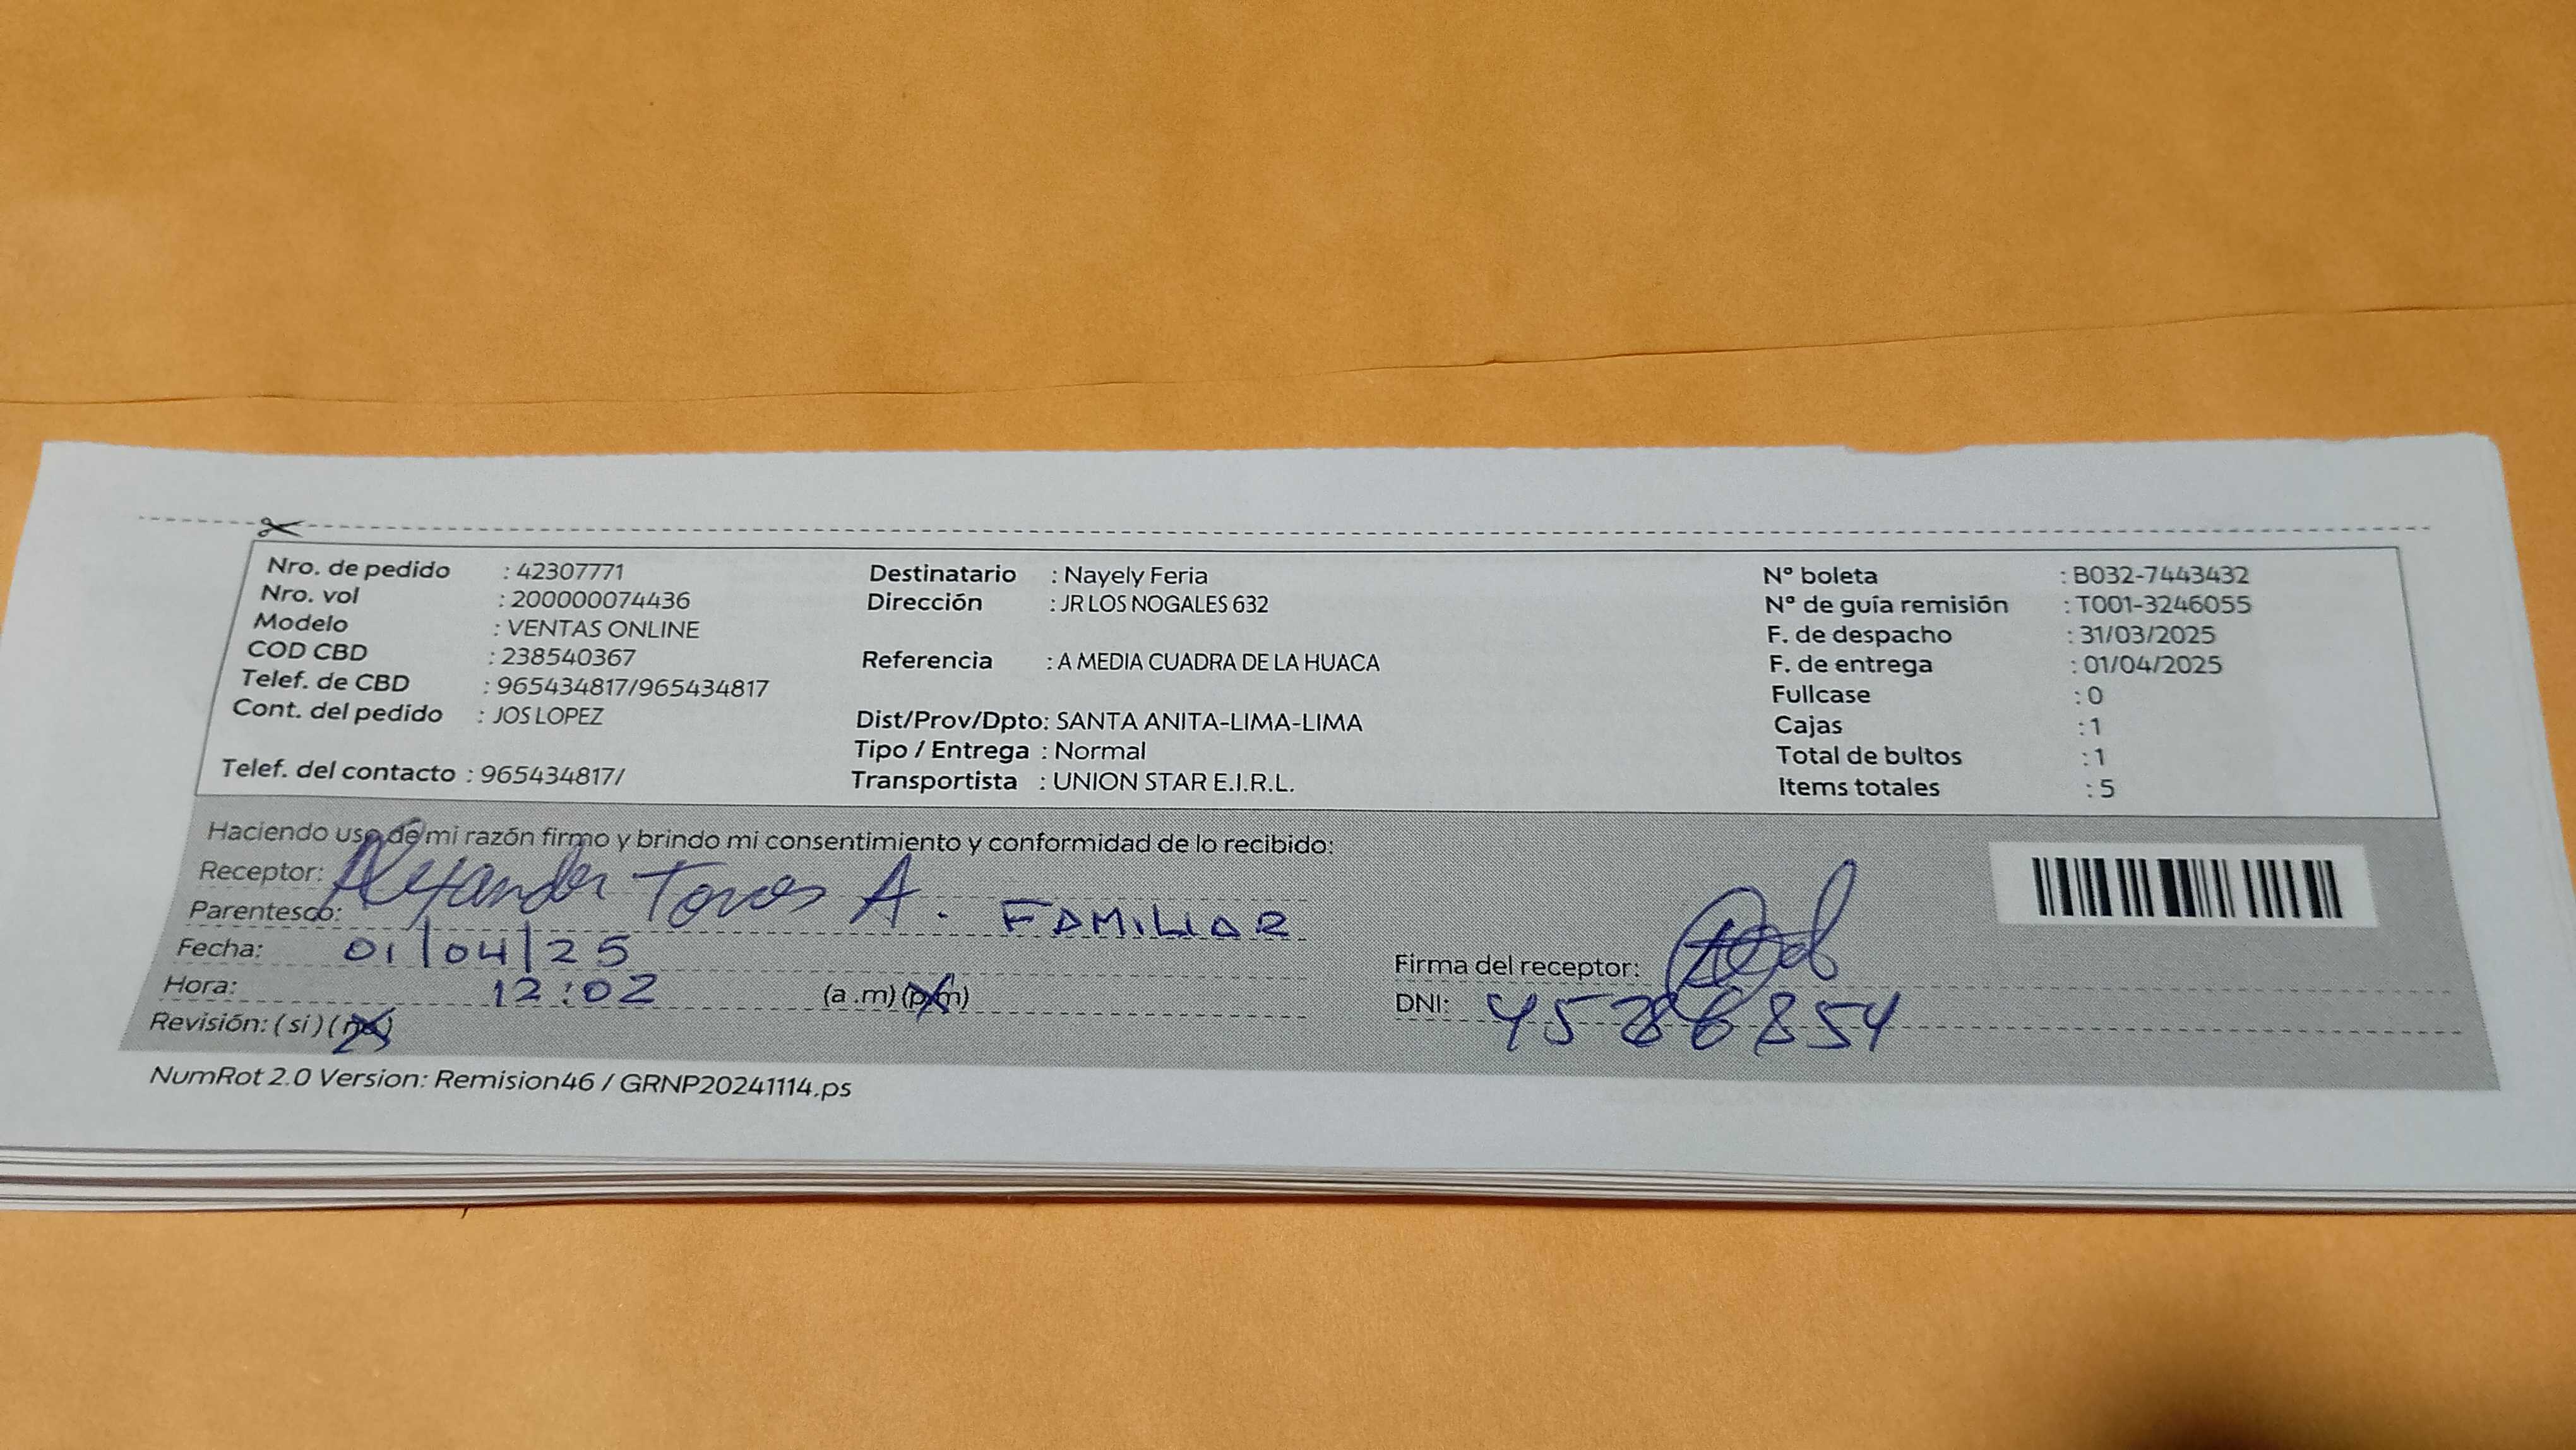 Nro. de pedido : 42307771
Nro. vol : 200000074436
Modelo : VENTAS ONLINE
COD CBD : 238540367
Telef. de CBD : 965434817/965434817
Cont. del pedido : JOS LOPEZ
Telef. del contacto : 965434817/
Destinatario : Nayely Feria
Dirección : JR LOS NOGALES 632
Referencia : A MEDIA CUADRA DE LA HUACA
Dist/Prov/Dpto: SANTA ANITA-LIMA-LIMA
Tipo / Entrega : Normal
Transportista : UNION STAR E.I.R.L.
N° boleta : B032-7443432
N° de guía remisión : T001-3246055
F. de despacho : 31/03/2025
F. de entrega : 01/04/2025
Fullcase : 0
Cajas : 1
Total de bultos : 1
Items totales : 5
Haciendo uso de mi razón firmo y brindo mi consentimiento y conformidad de lo recibido:
Receptor: Alexander A.
Parentesco: FAMILIAR
Fecha: 01/04/25
Hora: 12:02 (a .m) (p.m)
Revisión: ( si ) ( no )
Firma del receptor:
DNI:
NumRot 2.0 Version: Remision46 / GRNP20241114.ps